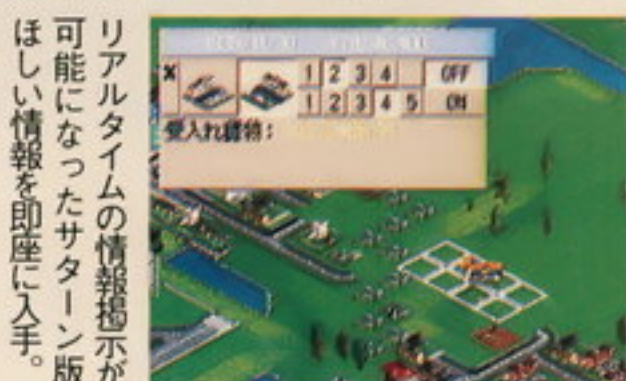 リアルタイムの情報掲示が
可能になったサターン版
ほしい情報を即座に入手。
1 2 3 4 OFF
1 2 3 4 5 ON
受入れ貨物: